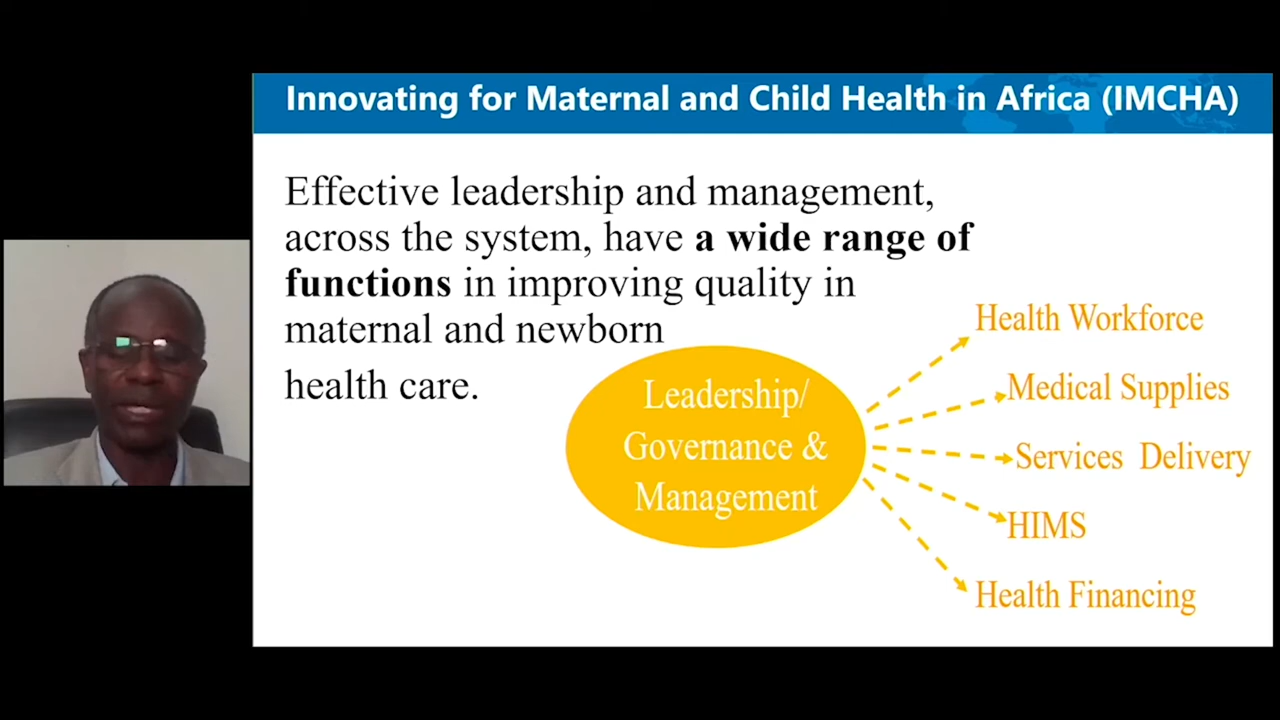 Innovating for Maternal and Child Health in Africa (IMCHA)
Effective leadership and management,
across the system, have a wide range of
functions in improving quality in
maternal and newborn
health care.
Leadership/
Governance &
Management
Health Workforce
Medical Supplies
Services Delivery
HIMS
Health Financing